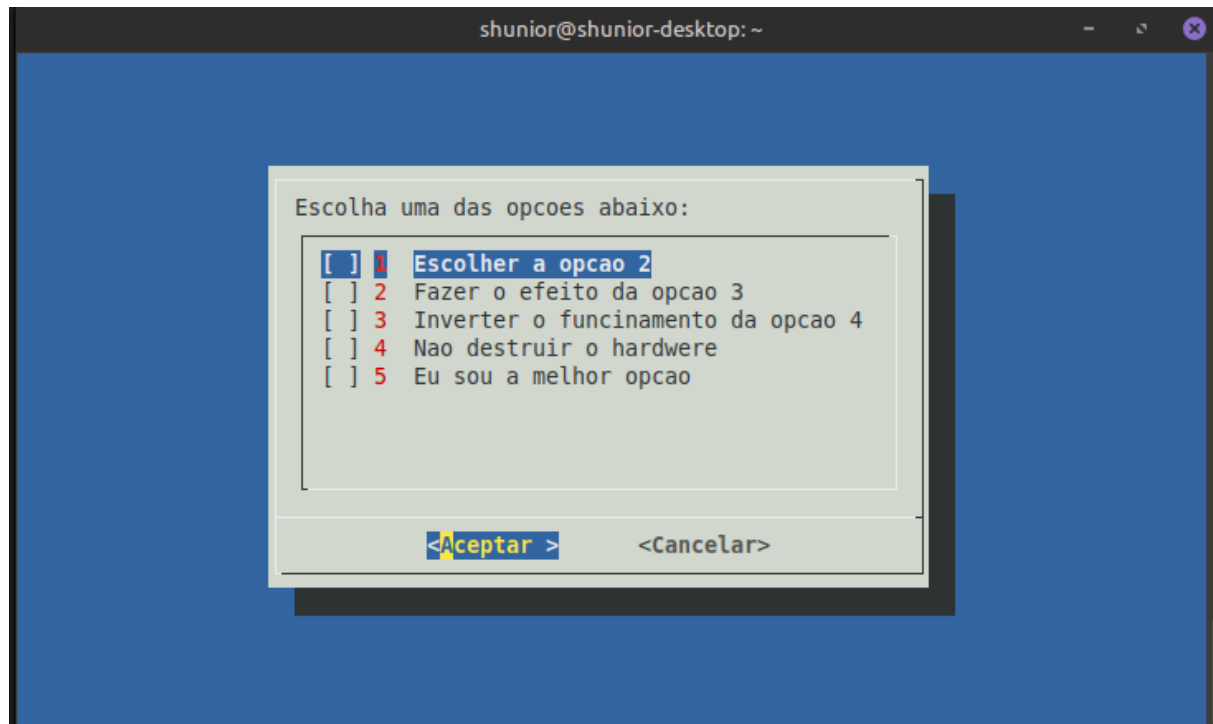 shunior@shunior-desktop: ~
Escolha uma das opcoes abaixo:
[ ] 1 Escolher a opcao 2
[ ] 2 Fazer o efeito da opcao 3
[ ] 3 Inverter o funcinamento da opcao 4
[ ] 4 Nao destruir o hardwere
[ ] 5 Eu sou a melhor opcao
<Aceptar > <Cancelar>